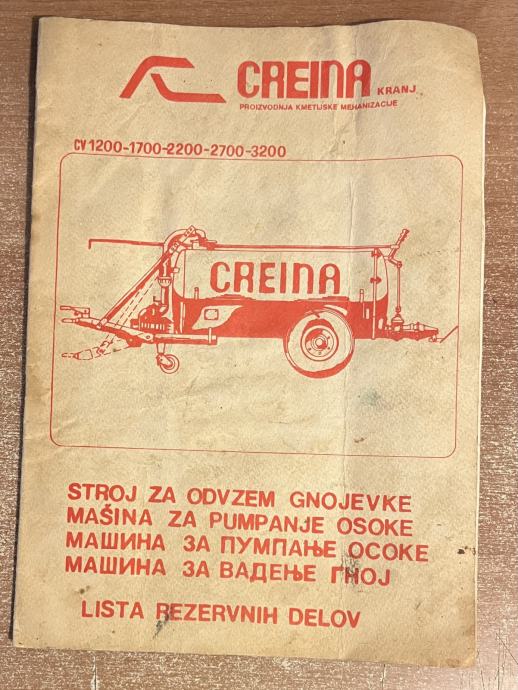 CREINA KRANJ
PROIZVODNJA KMETIJSKE MEHANIZACIJE
CV 1200-1700-2200-2700-3200
CREINA
STROJ ZA ODVZEM GNOJEVKE
MAŠINA ZA PUMPANJE OSOKE
МАШИНА ЗА ПУМПАЊЕ ОСОКЕ
МАШИНА ЗА ВАДЕЊЕ ГНОЈ
LISTA REZERVNIH DELOV